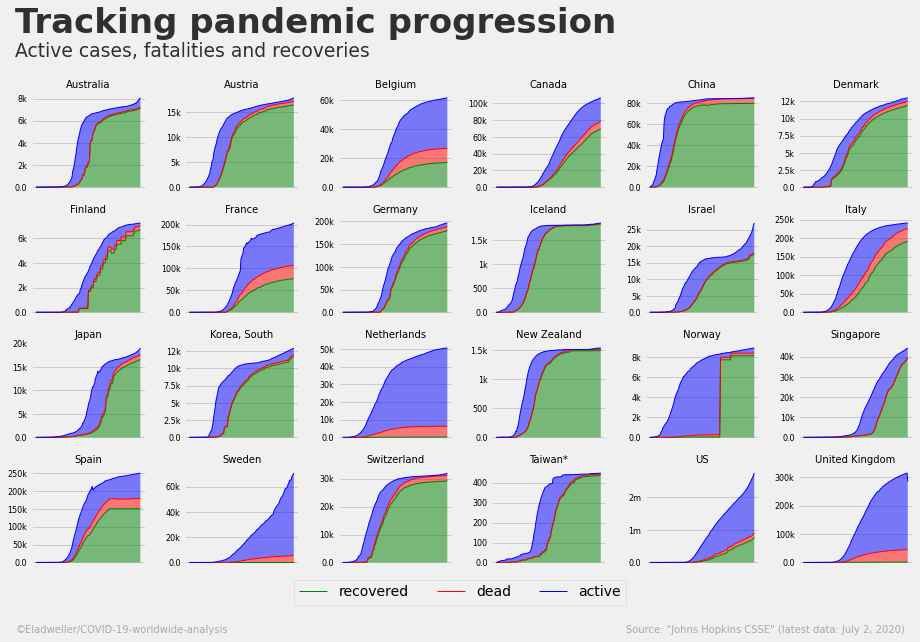 Tracking pandemic progression
Active cases, fatalities and recoveries
Australia Austria Belgium Canada China Denmark
8k
6k
4k
2k
0.0
15k
10k
5k
0.0
60k
40k
20k
0.0
100k
80k
60k
40k
20k
0.0
80k
60k
40k
20k
0.0
12k
10k
7.5k
5k
2.5k
0.0
Finland France Germany Iceland Israel Italy
6k
4k
2k
0.0
200k
150k
100k
50k
0.0
200k
150k
100k
50k
0.0
1.5k
1k
500
0.0
25k
20k
15k
10k
5k
0.0
250k
200k
150k
100k
50k
0.0
Japan Korea, South Netherlands New Zealand Norway Singapore
20k
15k
10k
5k
0.0
12k
10k
7.5k
5k
2.5k
0.0
50k
40k
30k
20k
10k
0.0
1.5k
1k
500
0.0
8k
6k
4k
2k
0.0
40k
30k
20k
10k
0.0
Spain Sweden Switzerland Taiwan* US United Kingdom
250k
200k
150k
100k
50k
0.0
60k
40k
20k
0.0
30k
20k
10k
0.0
400
300
200
100
0.0
2m
1m
0.0
300k
200k
100k
0.0
recovered dead active
©Eladweller/COVID-19-worldwide-analysis
Source: "Johns Hopkins CSSE" (latest data: July 2, 2020)